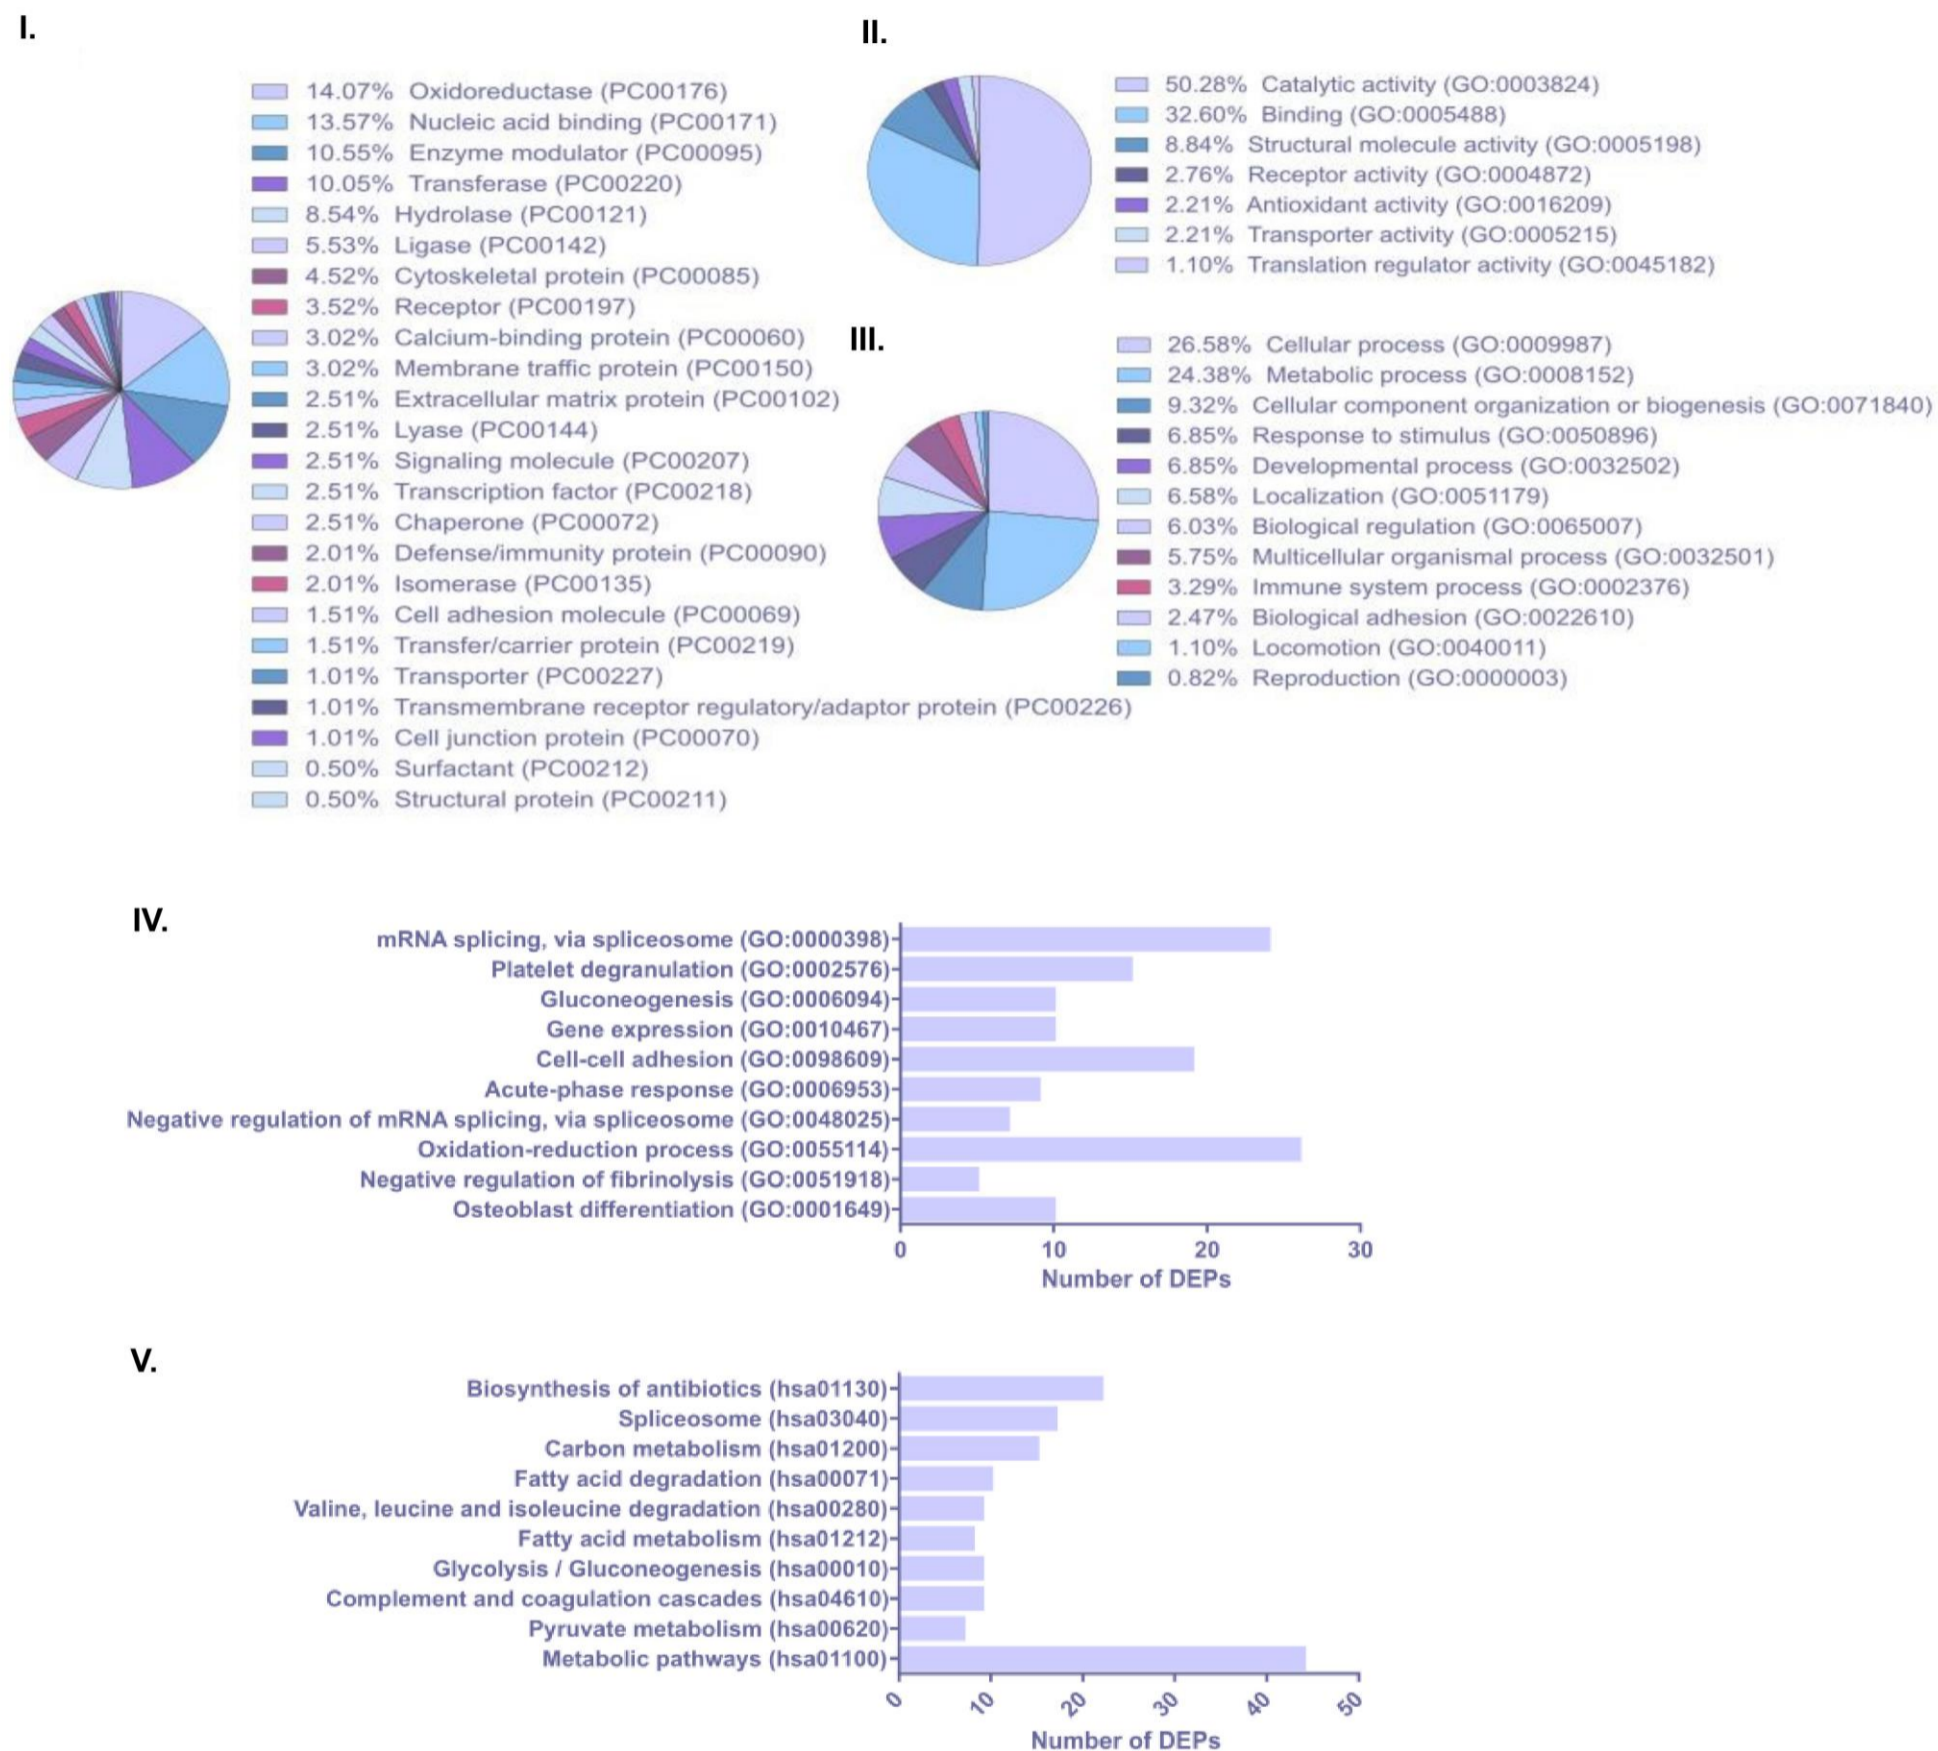 I.
14.07% Oxidoreductase (PC00176)
13.57% Nucleic acid binding (PC00171)
10.55% Enzyme modulator (PC00095)
10.05% Transferase (PC00220)
8.54% Hydrolase (PC00121)
5.53% Ligase (PC00142)
4.52% Cytoskeletal protein (PC00085)
3.52% Receptor (PC00197)
3.02% Calcium-binding protein (PC00060)
3.02% Membrane traffic protein (PC00150)
2.51% Extracellular matrix protein (PC00102)
2.51% Lyase (PC00144)
2.51% Signaling molecule (PC00207)
2.51% Transcription factor (PC00218)
2.51% Chaperone (PC00072)
2.01% Defense/immunity protein (PC00090)
2.01% Isomerase (PC00135)
1.51% Cell adhesion molecule (PC00069)
1.51% Transfer/carrier protein (PC00219)
1.01% Transporter (PC00227)
1.01% Transmembrane receptor regulatory/adaptor protein (PC00226)
1.01% Cell junction protein (PC00070)
0.50% Surfactant (PC00212)
0.50% Structural protein (PC00211)
II.
50.28% Catalytic activity (GO:0003824)
32.60% Binding (GO:0005488)
8.84% Structural molecule activity (GO:0005198)
2.76% Receptor activity (GO:0004872)
2.21% Antioxidant activity (GO:0016209)
2.21% Transporter activity (GO:0005215)
1.10% Translation regulator activity (GO:0045182)
III.
26.58% Cellular process (GO:0009987)
24.38% Metabolic process (GO:0008152)
9.32% Cellular component organization or biogenesis (GO:0071840)
6.85% Response to stimulus (GO:0050896)
6.85% Developmental process (GO:0032502)
6.58% Localization (GO:0051179)
6.03% Biological regulation (GO:0065007)
5.75% Multicellular organismal process (GO:0032501)
3.29% Immune system process (GO:0002376)
2.47% Biological adhesion (GO:0022610)
1.10% Locomotion (GO:0040011)
0.82% Reproduction (GO:0000003)
IV.
mRNA splicing, via spliceosome (GO:0000398)
Platelet degranulation (GO:0002576)
Gluconeogenesis (GO:0006094)
Gene expression (GO:0010467)
Cell-cell adhesion (GO:0098609)
Acute-phase response (GO:0006953)
Negative regulation of mRNA splicing, via spliceosome (GO:0048025)
Oxidation-reduction process (GO:0055114)
Negative regulation of fibrinolysis (GO:0051918)
Osteoblast differentiation (GO:0001649)
0 10 20 30
Number of DEPs
V.
Biosynthesis of antibiotics (hsa01130)
Spliceosome (hsa03040)
Carbon metabolism (hsa01200)
Fatty acid degradation (hsa00071)
Valine, leucine and isoleucine degradation (hsa00280)
Fatty acid metabolism (hsa01212)
Glycolysis / Gluconeogenesis (hsa00010)
Complement and coagulation cascades (hsa04610)
Pyruvate metabolism (hsa00620)
Metabolic pathways (hsa01100)
0 10 20 30 40 50
Number of DEPs